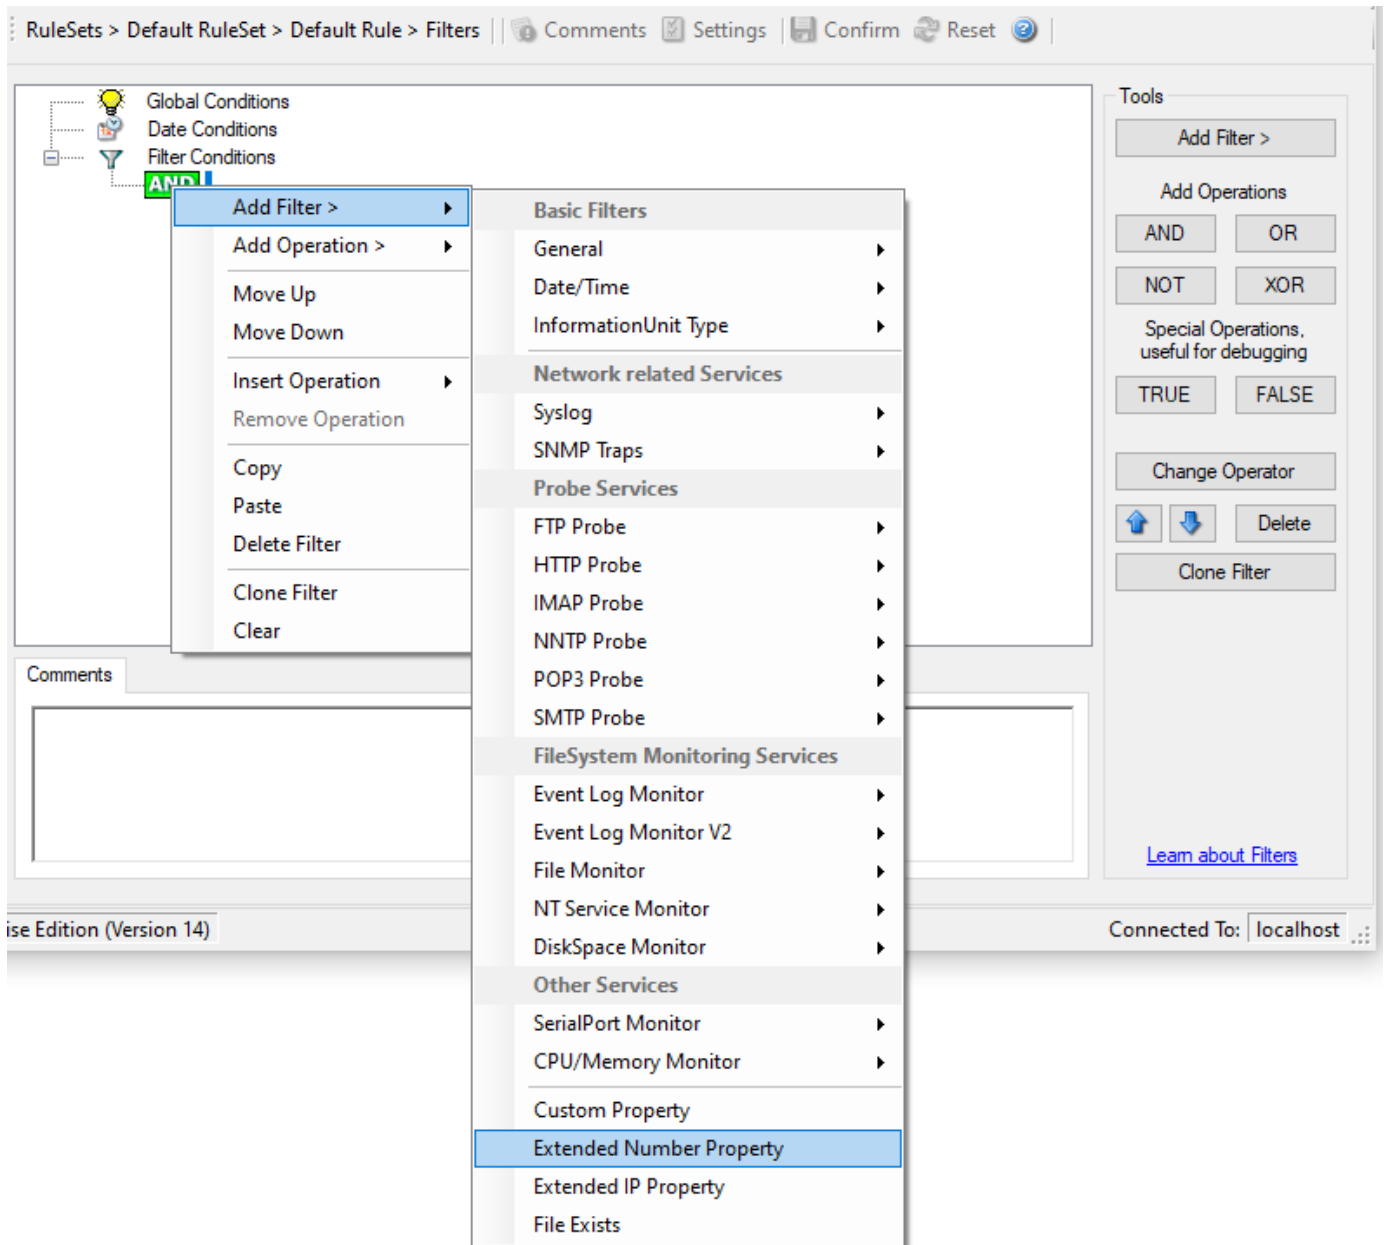 RuleSets > Default RuleSet > Default Rule > Filters Comments Settings Confirm Reset
Global Conditions
Date Conditions
Filter Conditions
AND
Add Filter >
Add Operation >
Move Up
Move Down
Insert Operation
Remove Operation
Copy
Paste
Delete Filter
Clone Filter
Clear
Basic Filters
General
Date/Time
InformationUnit Type
Network related Services
Syslog
SNMP Traps
Probe Services
FTP Probe
HTTP Probe
IMAP Probe
NNTP Probe
POP3 Probe
SMTP Probe
FileSystem Monitoring Services
Event Log Monitor
Event Log Monitor V2
File Monitor
NT Service Monitor
DiskSpace Monitor
Other Services
SerialPort Monitor
CPU/Memory Monitor
Custom Property
Extended Number Property
Extended IP Property
File Exists
Tools
Add Filter >
Add Operations
AND OR
NOT XOR
Special Operations,
useful for debugging
TRUE FALSE
Change Operator
Delete
Clone Filter
Learn about Filters
Comments
ise Edition (Version 14)
Connected To: localhost